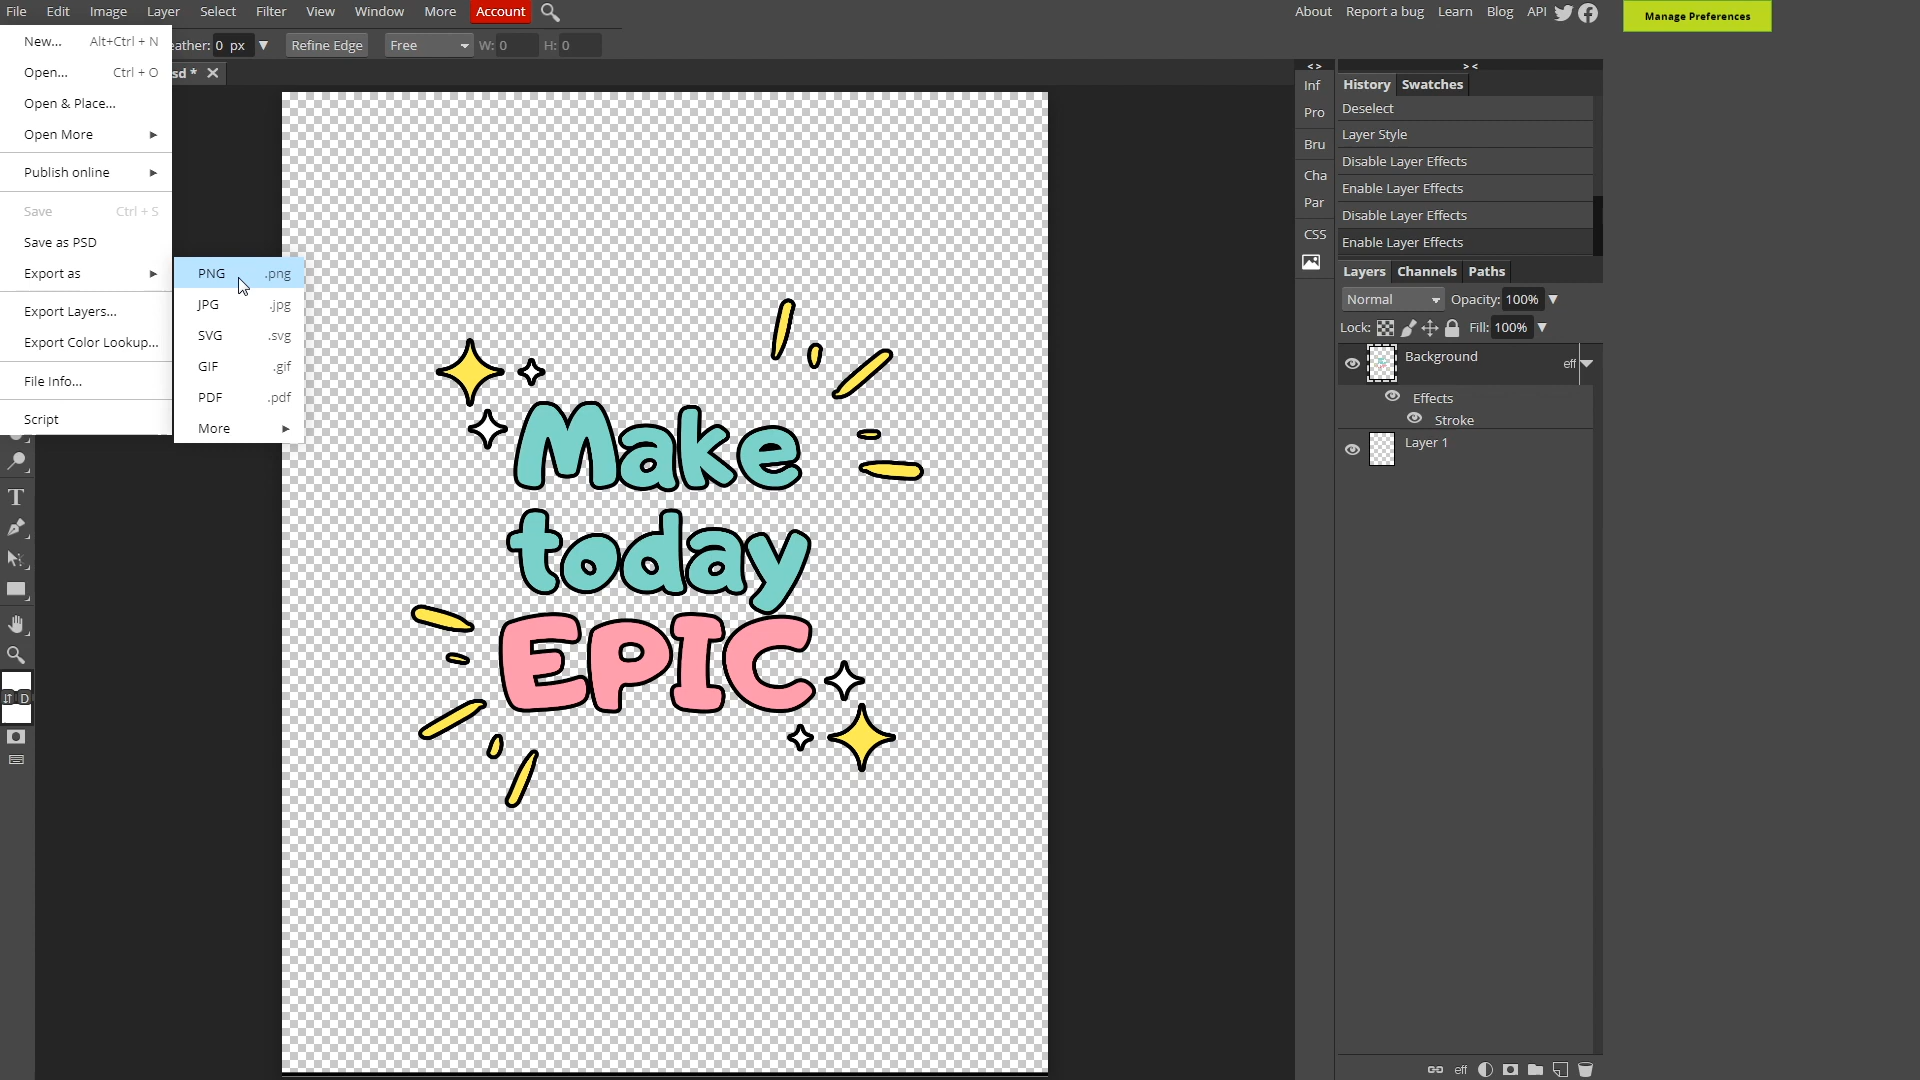 File Edit Image Layer Select Filter View Window More Account About Report a bug Learn Blog API Manage Preferences
New... Alt+Ctrl + N
eather: 0 px Refine Edge Free W: 0 H: 0
Open... Ctrl + O
sd *
Open & Place...
Open More
Publish online
Save Ctrl + S
Save as PSD
Export as
Export Layers...
Export Color Lookup...
File Info...
Script
PNG .png
JPG .jpg
SVG .svg
GIF .gif
PDF .pdf
More
T
D
Make
today
EPIC
Inf
Pro
Bru
Cha
Par
CSS
History Swatches
Deselect
Layer Style
Disable Layer Effects
Enable Layer Effects
Disable Layer Effects
Enable Layer Effects
Layers Channels Paths
Normal Opacity: 100%
Lock: Fill: 100%
Background eff
Effects
Stroke
Layer 1
eff